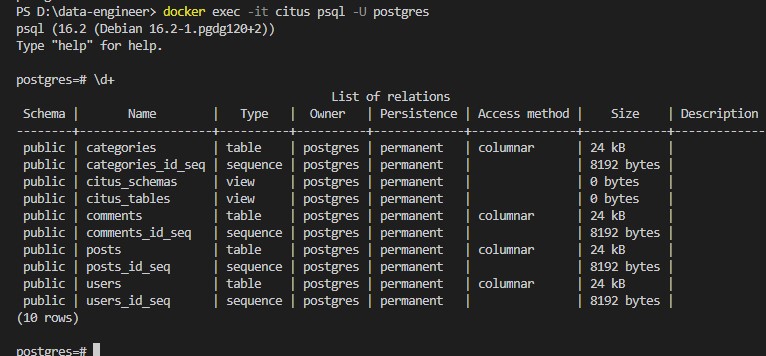 PS D:\data-engineer> docker exec -it citus psql -U postgres
psql (16.2 (Debian 16.2-1.pgdg120+2))
Type "help" for help.
postgres=# \d+
List of relations
Schema | Name | Type | Owner | Persistence | Access method | Size | Description
--------+-------------------+----------+----------+-------------+---------------+------------+-------------
public | categories | table | postgres | permanent | columnar | 24 kB |
public | categories_id_seq | sequence | postgres | permanent | | 8192 bytes |
public | citus_schemas | view | postgres | permanent | | 0 bytes |
public | citus_tables | view | postgres | permanent | | 0 bytes |
public | comments | table | postgres | permanent | columnar | 24 kB |
public | comments_id_seq | sequence | postgres | permanent | | 8192 bytes |
public | posts | table | postgres | permanent | columnar | 24 kB |
public | posts_id_seq | sequence | postgres | permanent | | 8192 bytes |
public | users | table | postgres | permanent | columnar | 24 kB |
public | users_id_seq | sequence | postgres | permanent | | 8192 bytes |
(10 rows)
postgres=#